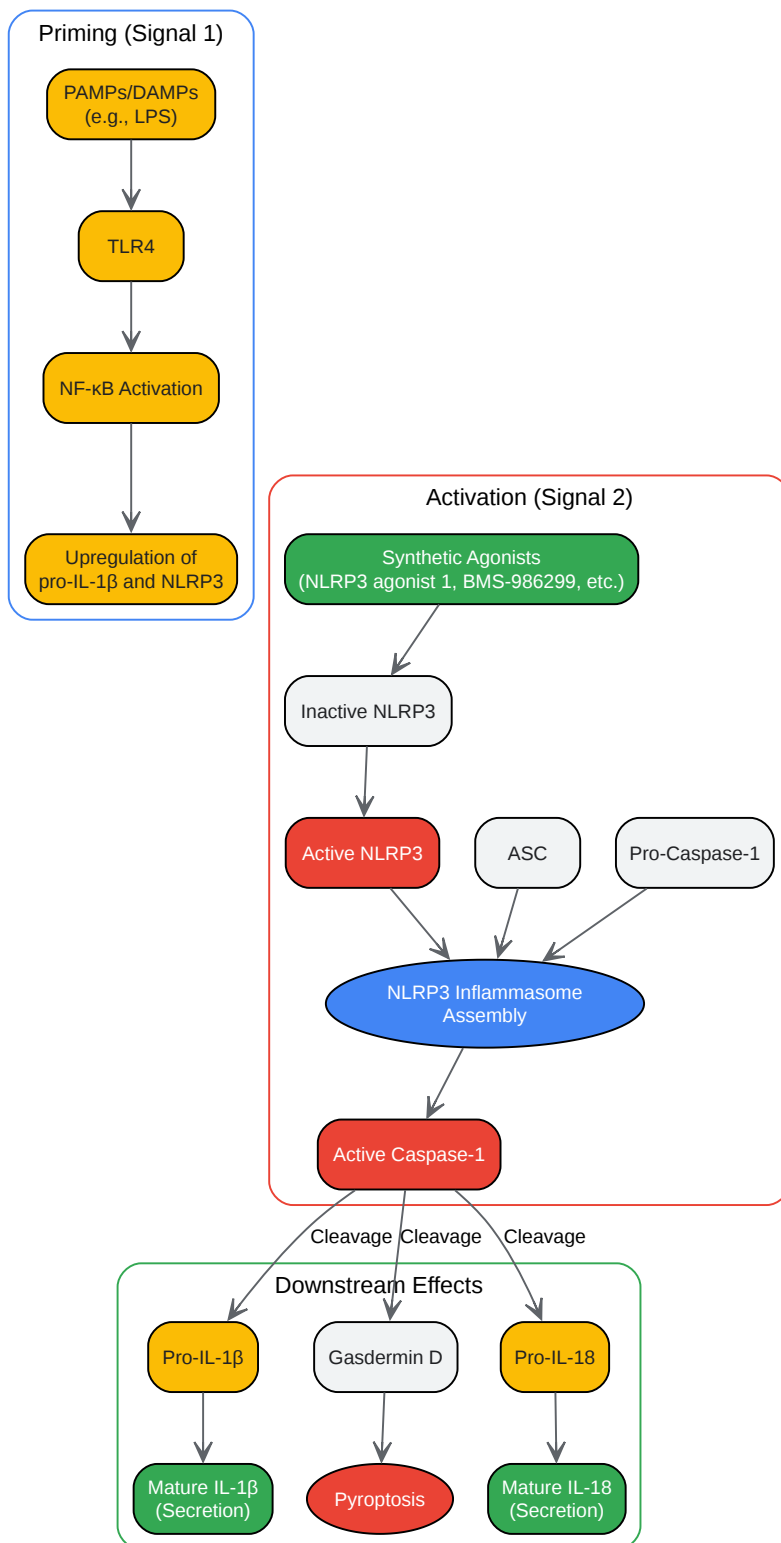 Priming (Signal 1)
PAMPs/DAMPs
(e.g., LPS)
TLR4
NF-κB Activation
Upregulation of
pro-IL-1β and NLRP3
Activation (Signal 2)
Synthetic Agonists
(NLRP3 agonist 1, BMS-986299, etc.)
Inactive NLRP3
Active NLRP3
ASC
Pro-Caspase-1
NLRP3 Inflammasome
Assembly
Active Caspase-1
Cleavage
Cleavage
Cleavage
Downstream Effects
Pro-IL-1β
Gasdermin D
Pro-IL-18
Mature IL-1β
(Secretion)
Pyroptosis
Mature IL-18
(Secretion)